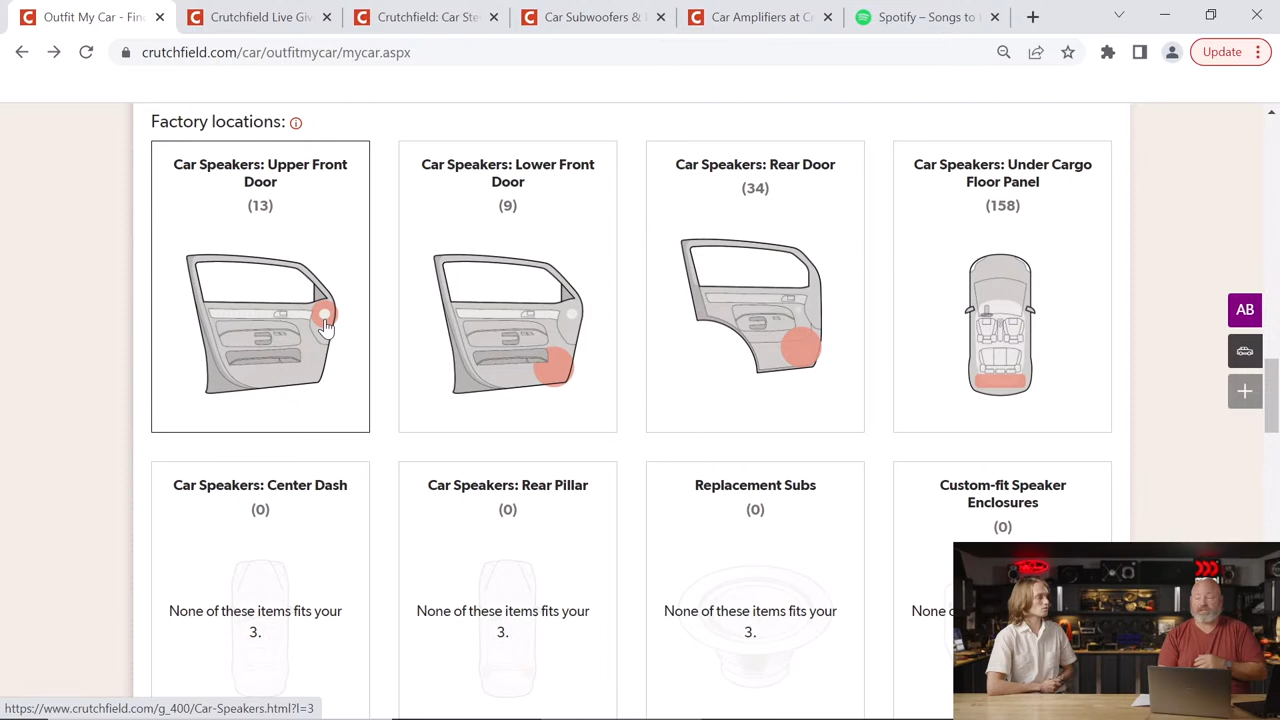 Outfit My Car - Fin
Crutchfield Live Giv
Crutchfield: Car Ste
Car Subwoofers &
Car Amplifiers at C
Spotify – Songs to
crutchfield.com/car/outfitmycar/mycar.aspx
Update
Factory locations:
Car Speakers: Upper Front
Door
(13)
Car Speakers: Lower Front
Door
(9)
Car Speakers: Rear Door
(34)
Car Speakers: Under Cargo
Floor Panel
(158)
AB
Car Speakers: Center Dash
(0)
None of these items fits your
3.
Car Speakers: Rear Pillar
(0)
None of these items fits your
3.
Replacement Subs
(0)
None of these items fits your
3.
Custom-fit Speaker
Enclosures
(0)
None o
https://www.crutchfield.com/g_400/Car-Speakers.html?l=3